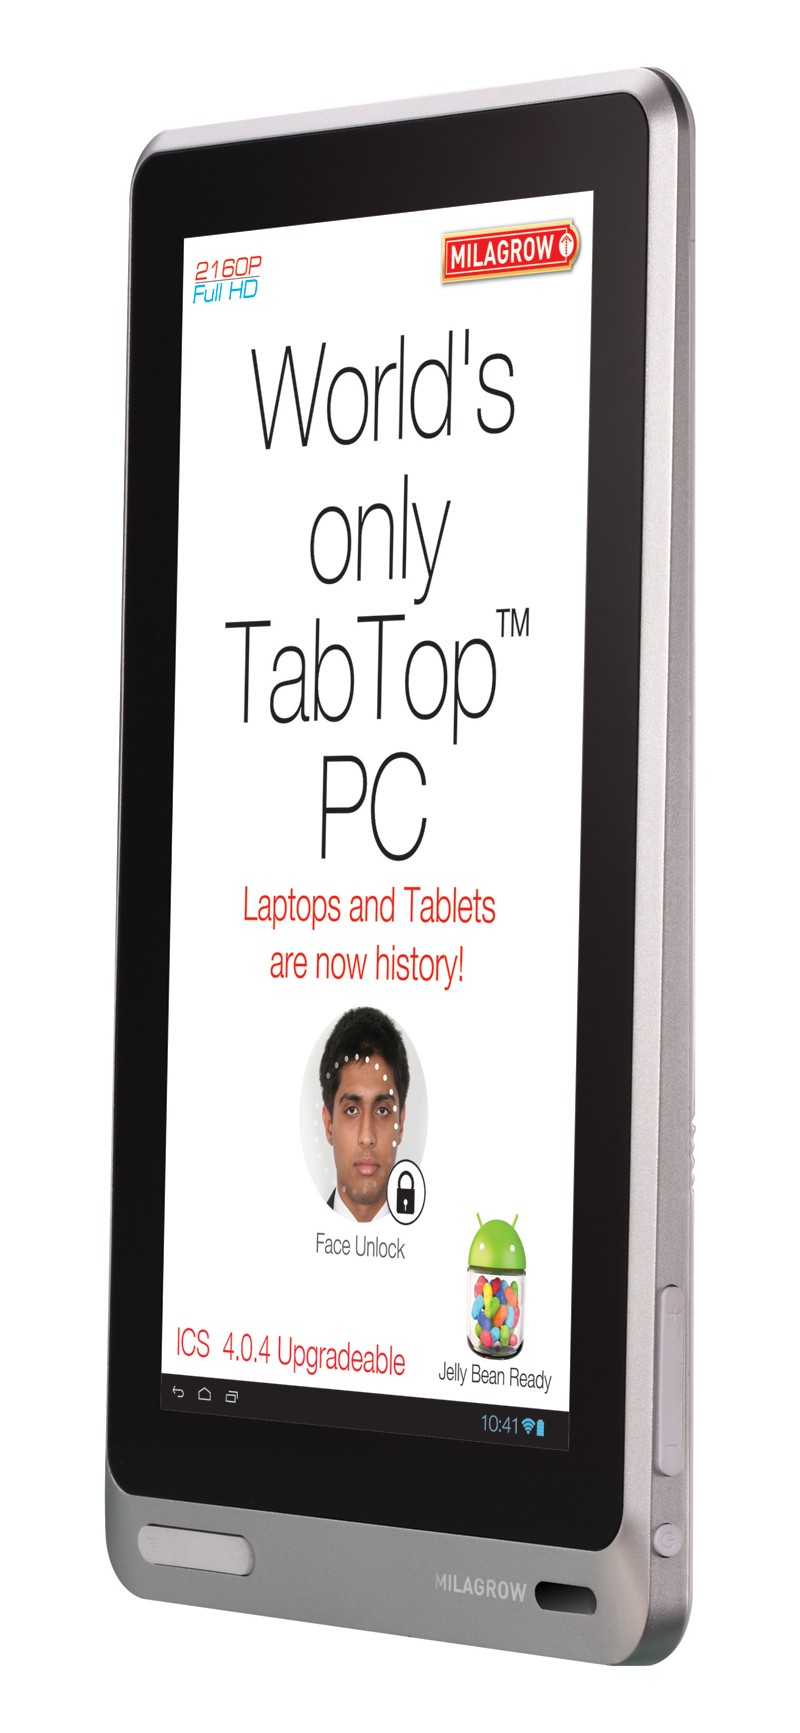 2160P
Full HD
MILAGROW
World's
only
TabTop™
PC
Laptops and Tablets
are now history!
Face Unlock
ICS 4.0.4 Upgradeable
Jelly Bean Ready
10:41
MILAGROW